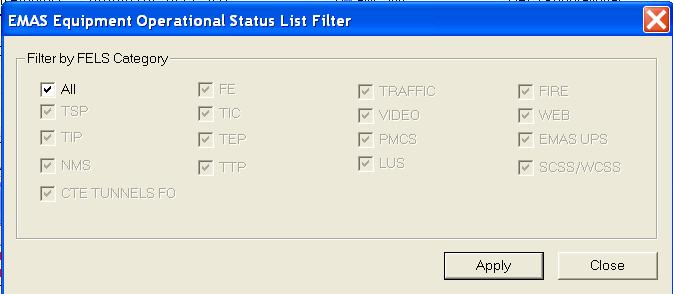 EMAS Equipment Operational Status List Filter
Filter by FELS Category
All
FE
TRAFFIC
FIRE
TSP
TIC
VIDEO
WEB
TIP
TEP
PMCS
EMAS UPS
NMS
TTP
LUS
SCSS/WCSS
CTE TUNNELS FO
Apply
Close